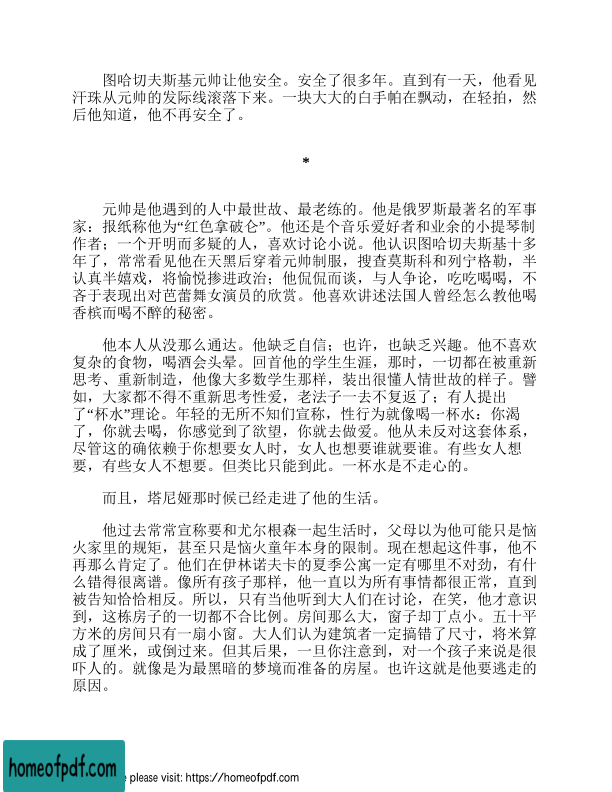 图哈切夫斯基元帅让他安全。安全了很多年。直到有一天，他看见
汗珠从元帅的发际线滚落下来。一块大大的白手帕在飘动，在轻拍，然
后他知道，他不再安全了。
*
元帅是他遇到的人中最世故、最老练的。他是俄罗斯最著名的军事
家：报纸称他为“红色拿破仑”。他还是个音乐爱好者和业余的小提琴制
作者；一个开明而多疑的人，喜欢讨论小说。他认识图哈切夫斯基十多
年了，常常看见他在天黑后穿着元帅制服，搜查莫斯科和列宁格勒，半
认真半嬉戏，将愉悦掺进政治；他侃侃而谈，与人争论，吃吃喝喝，不
吝于表现出对芭蕾舞女演员的欣赏。他喜欢讲述法国人曾经怎么教他喝
香槟而喝不醉的秘密。
他本人从没那么通达。他缺乏自信；也许，也缺乏兴趣。他不喜欢
复杂的食物，喝酒会头晕。回首他的学生生涯，那时，一切都在被重新
思考、重新制造，他像大多数学生那样，装出很懂人情世故的样子。譬
如，大家都不得不重新思考性爱，老法子一去不复返了；有人提出
了“杯水”理论。年轻的无所不知们宣称，性行为就像喝一杯水：你渴
了，你就去喝，你感觉到了欲望，你就去做爱。他从未反对这套体系，
尽管这的确依赖于你想要女人时，女人也想要谁就要谁。有些女人想
要，有些女人不想要。但类比只能到此。一杯水是不走心的。
而且，塔尼娅那时候已经走进了他的生活。
他过去常常宣称要和尤尔根森一起生活时，父母以为他可能只是恼
火家里的规矩，甚至只是恼火童年本身的限制。现在想起这件事，他不
再那么肯定了。他们在伊林诺夫卡的夏季公寓一定有哪里不对劲，有什
么错得很离谱。像所有孩子那样，他一直以为所有事情都很正常，直到
被告知恰恰相反。所以，只有当他听到大人们在讨论，在笑，他才意识
到，这栋房子的一切都不合比例。房间那么大，窗子却丁点小。五十平
方米的房间只有一扇小窗。大人们认为建筑者一定搞错了尺寸，将米算
成了厘米，或倒过来。但其后果，一旦你注意到，对一个孩子来说是很
吓人的。就像是为最黑暗的梦境而准备的房屋。也许这就是他要逃走的
原因。
homeofpdf.com
e please visit: https://homeofpdf.com